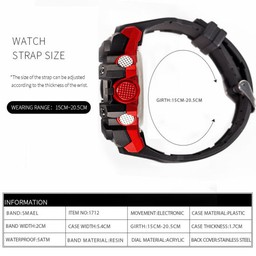 WATCH
STRAP SIZE
*The size of the strap can be adjusted
according to the thickness of the wrist.
WEARING RANGE: 15CM~20.5CM
GIRTH:15CM-20.5CM
INFORMATION
BAND:SMAEL ITEM NO-1712 MOVEMENT:ELECTRONIC CASE MATERIAL:PLASTIC
BAND WIDTH:2CM CASE WIDTH:5.4CM GIRTH:15CM-20.5CM CASE THICKNESS:1.7CM
WATERPROOF:5ATM BAND MATERIAL:RESIN DIAL MATERIAL:ACRYLIC BACK COVER:STAINLESS STEEL